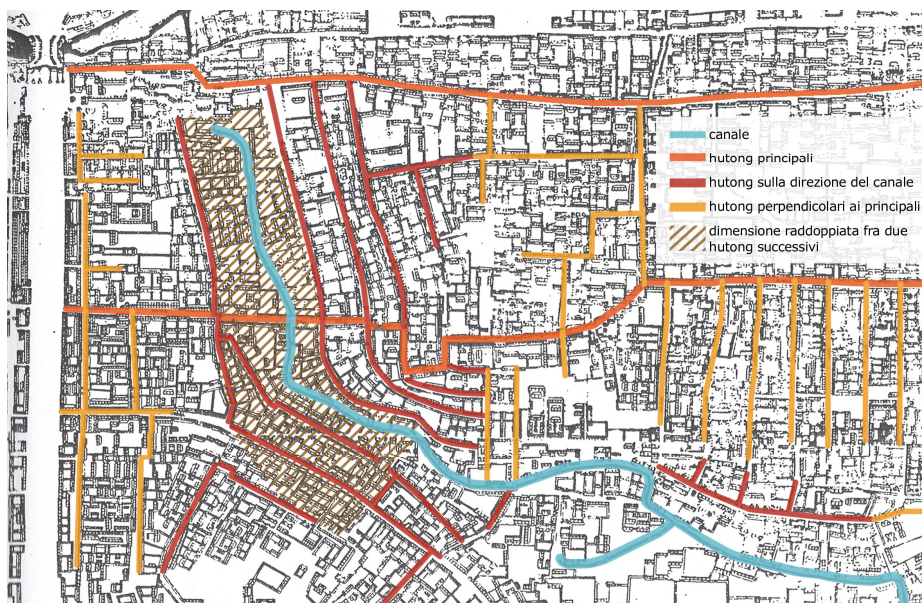 canale
hutong principali
hutong sulla direzione del canale
hutong perpendicolari ai principali
dimensione raddoppiata fra due
hutong successivi